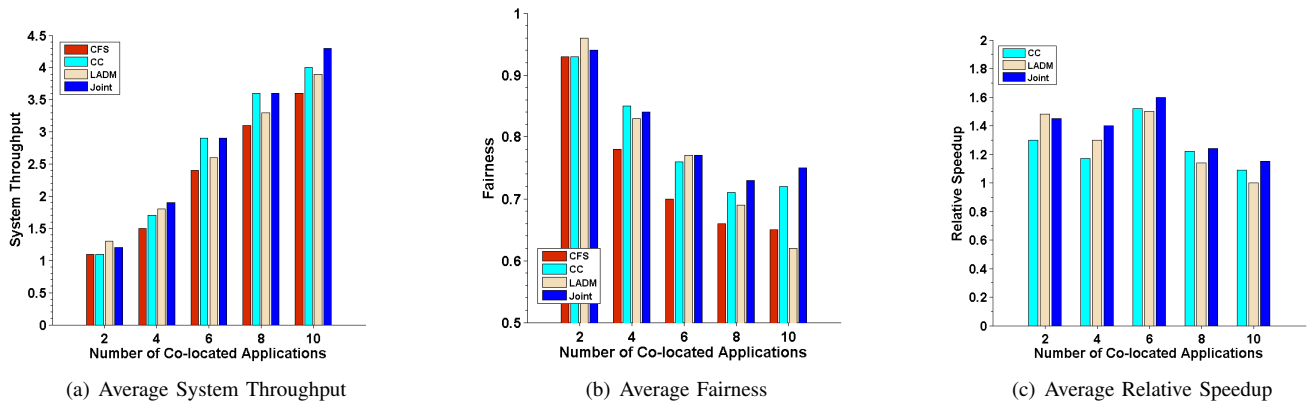 System Throughput
4.5
4
3.5
3
2.5
2
1.5
1
0.5
0
CFS
CC
LADM
Joint
2 4 6 8 10
Number of Co-located Applications
(a) Average System Throughput
Fairness
1
0.9
0.8
0.7
0.6
0.5
CFS
CC
LADM
Joint
2 4 6 8 10
Number of Co-located Applications
(b) Average Fairness
Relative Speedup
2
1.8
1.6
1.4
1.2
1
0.8
0.6
0.4
0.2
0
CC
LADM
Joint
2 4 6 8 10
Number of Co-located Applications
(c) Average Relative Speedup